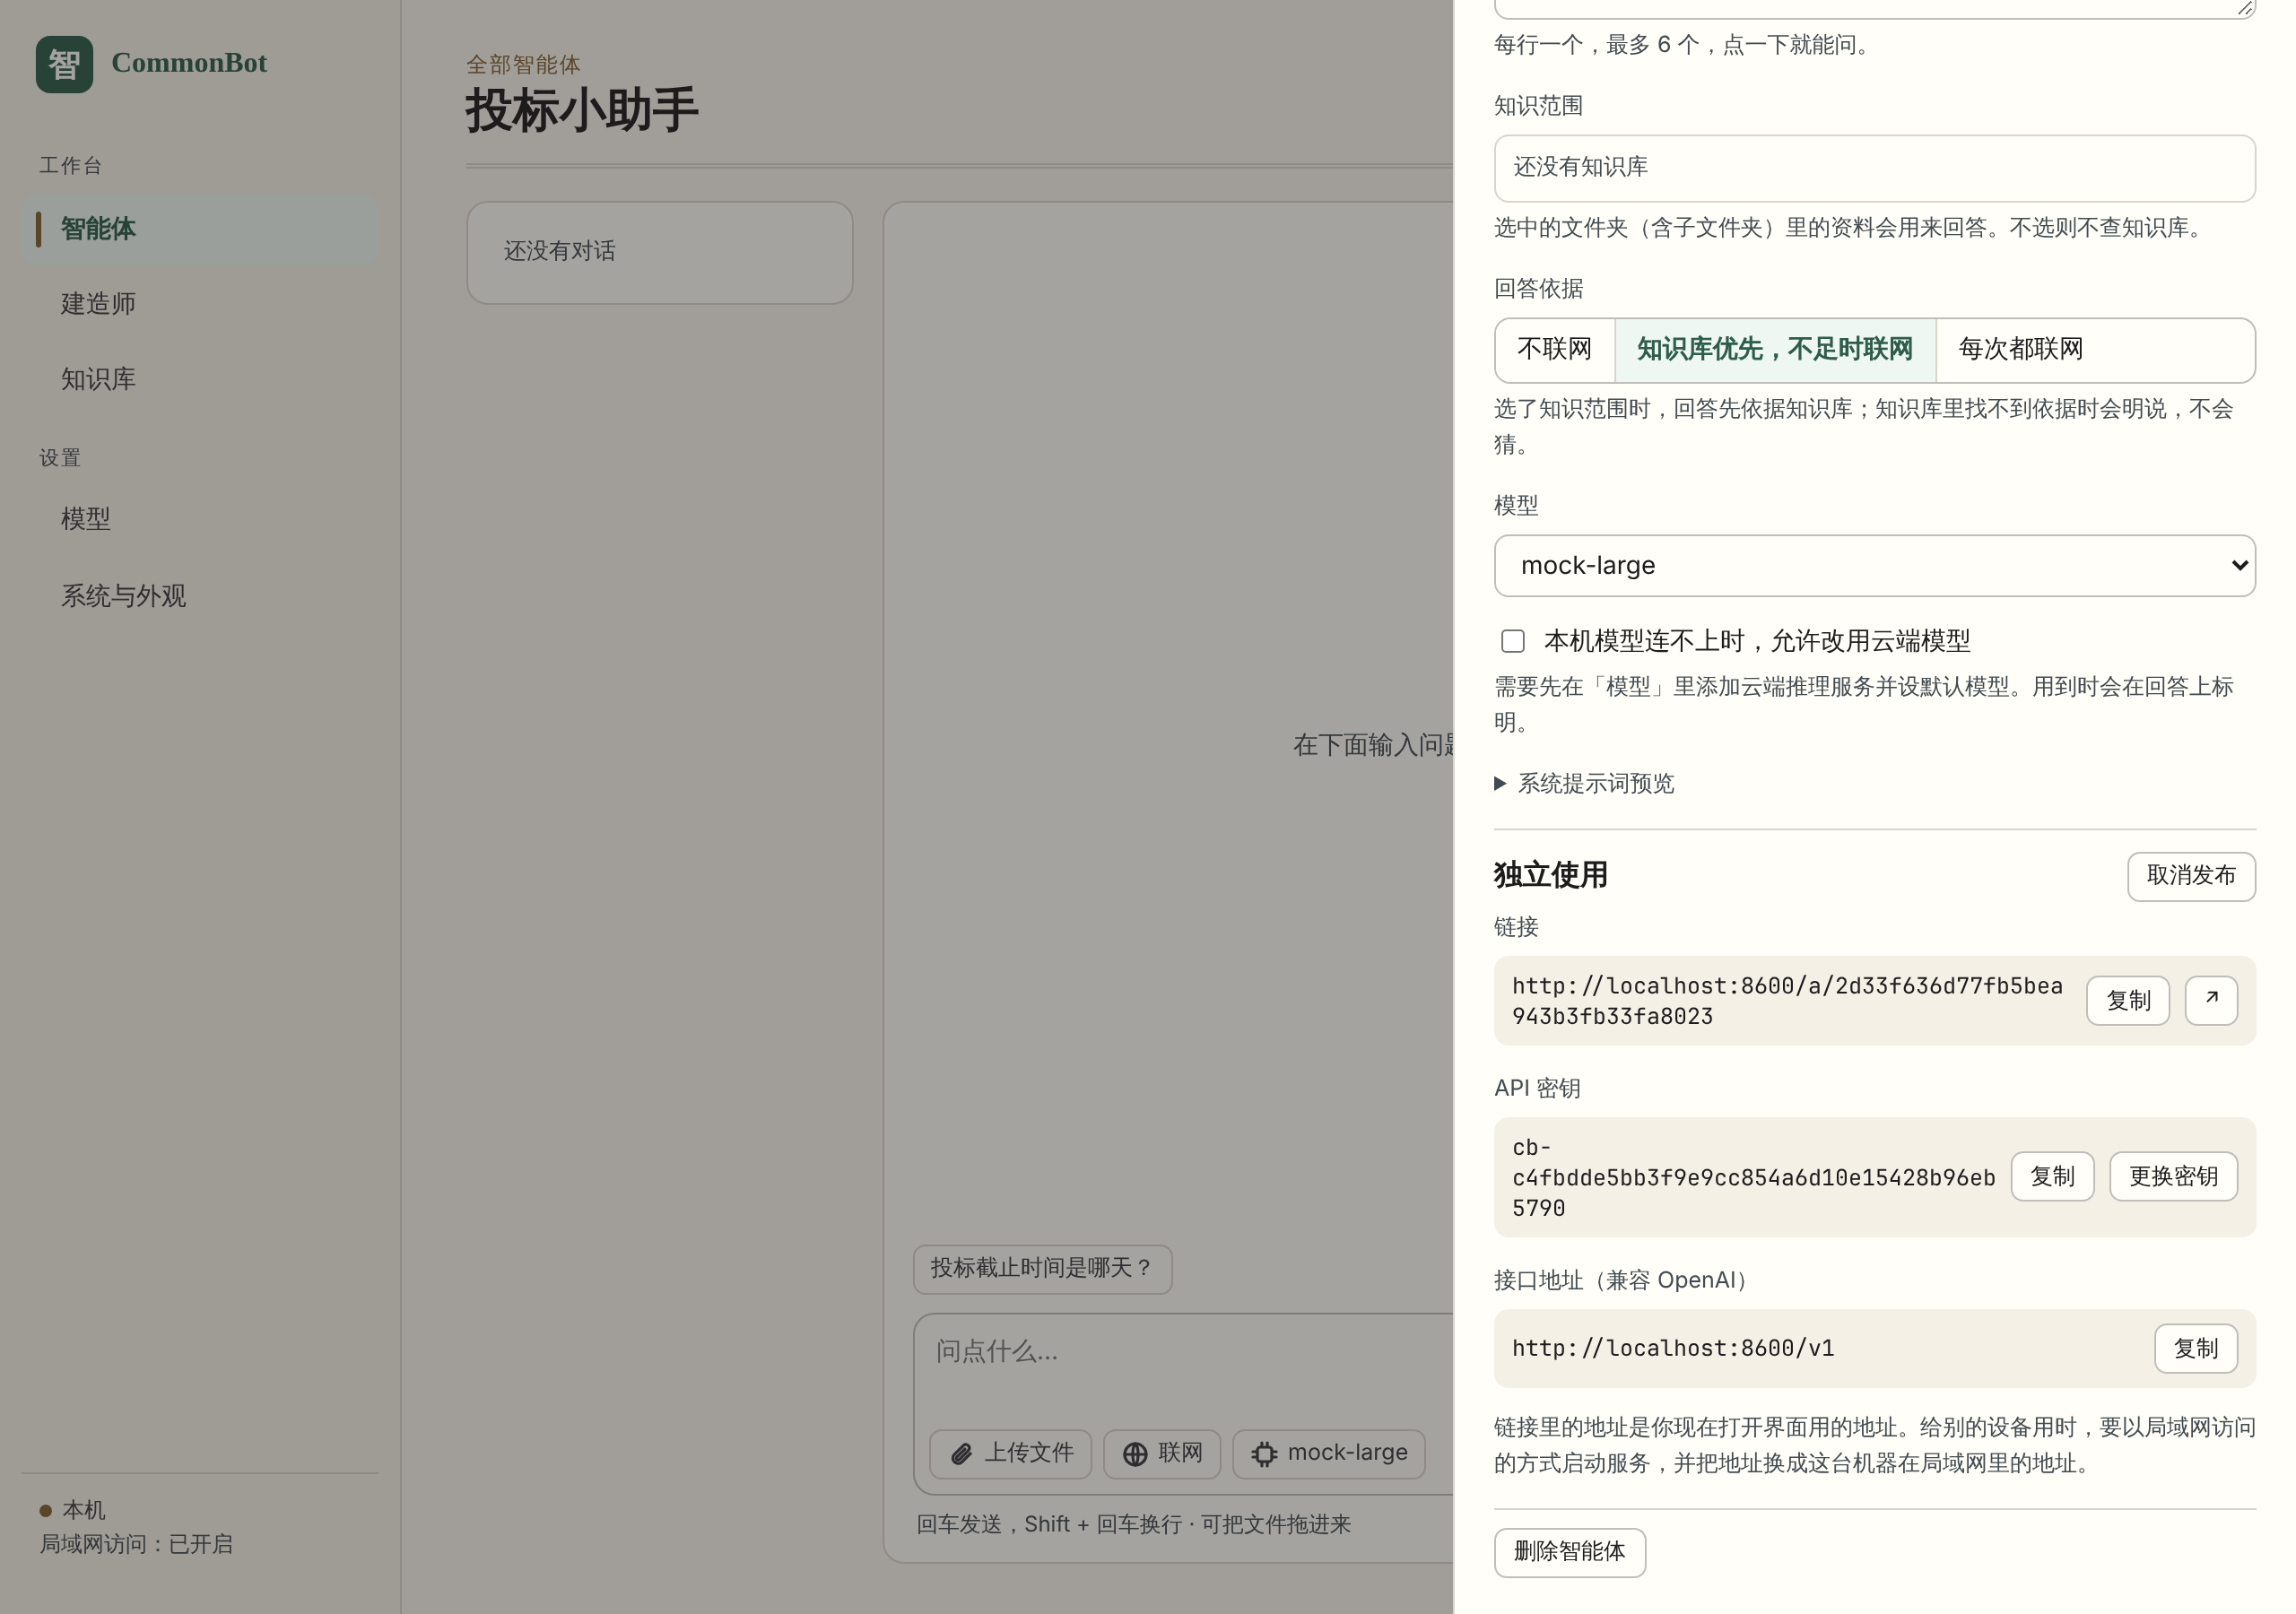 智
CommonBot
工作台
智能体
建造师
知识库
设置
模型
系统与外观
本机
局域网访问：已开启
全部智能体
投标小助手
还没有对话
在下面输入问
投标截止时间是哪天？
问点什么...
上传文件
联网
mock-large
回车发送，Shift + 回车换行 · 可把文件拖进来
每行一个，最多 6 个，点一下就能问。
知识范围
还没有知识库
选中的文件夹（含子文件夹）里的资料会用来回答。不选则不查知识库。
回答依据
不联网
知识库优先，不足时联网
每次都联网
选了知识范围时，回答先依据知识库；知识库里找不到依据时会明说，不会
猜。
模型
mock-large
本机模型连不上时，允许改用云端模型
需要先在「模型」里添加云端推理服务并设默认模型。用到时会在回答上标
明。
系统提示词预览
独立使用
取消发布
链接
http://localhost:8600/a/2d33f636d77fb5bea
943b3fb33fa8023
复制
↗
API 密钥
cb-
c4fbdde5bb3f9e9cc854a6d10e15428b96eb
5790
复制
更换密钥
接口地址（兼容 OpenAI）
http://localhost:8600/v1
复制
链接里的地址是你现在打开界面用的地址。给别的设备用时，要以局域网访问
的方式启动服务，并把地址换成这台机器在局域网里的地址。
删除智能体